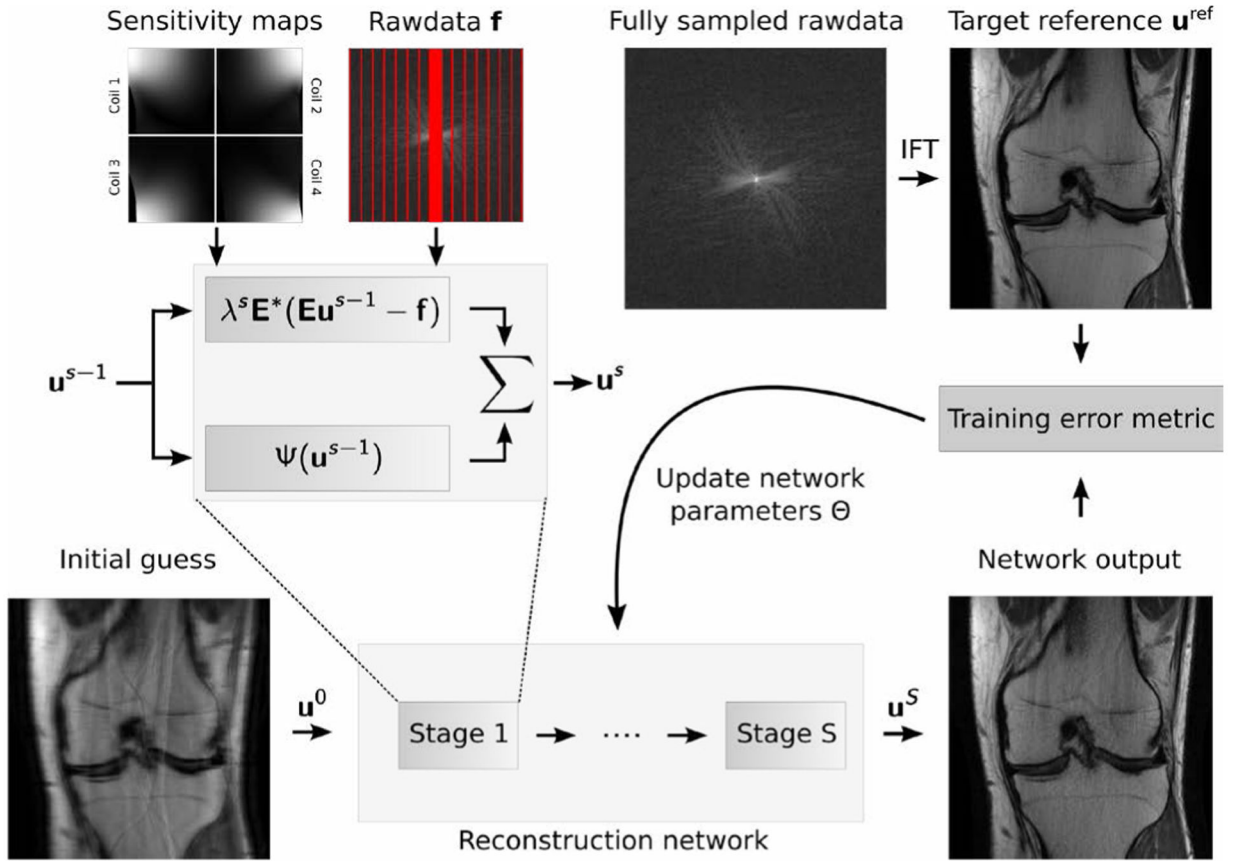 Sensitivity maps
Rawdata f
Fully sampled rawdata
Target reference u^ref
Coil 1
Coil 2
Coil 3
Coil 4
IFT
λ^s E*(Eu^{s−1} − f)
u^{s−1}
∑
u^s
Ψ(u^{s−1})
Training error metric
Update network
parameters Θ
Initial guess
Network output
u^0
Stage 1
....
Stage S
u^S
Reconstruction network